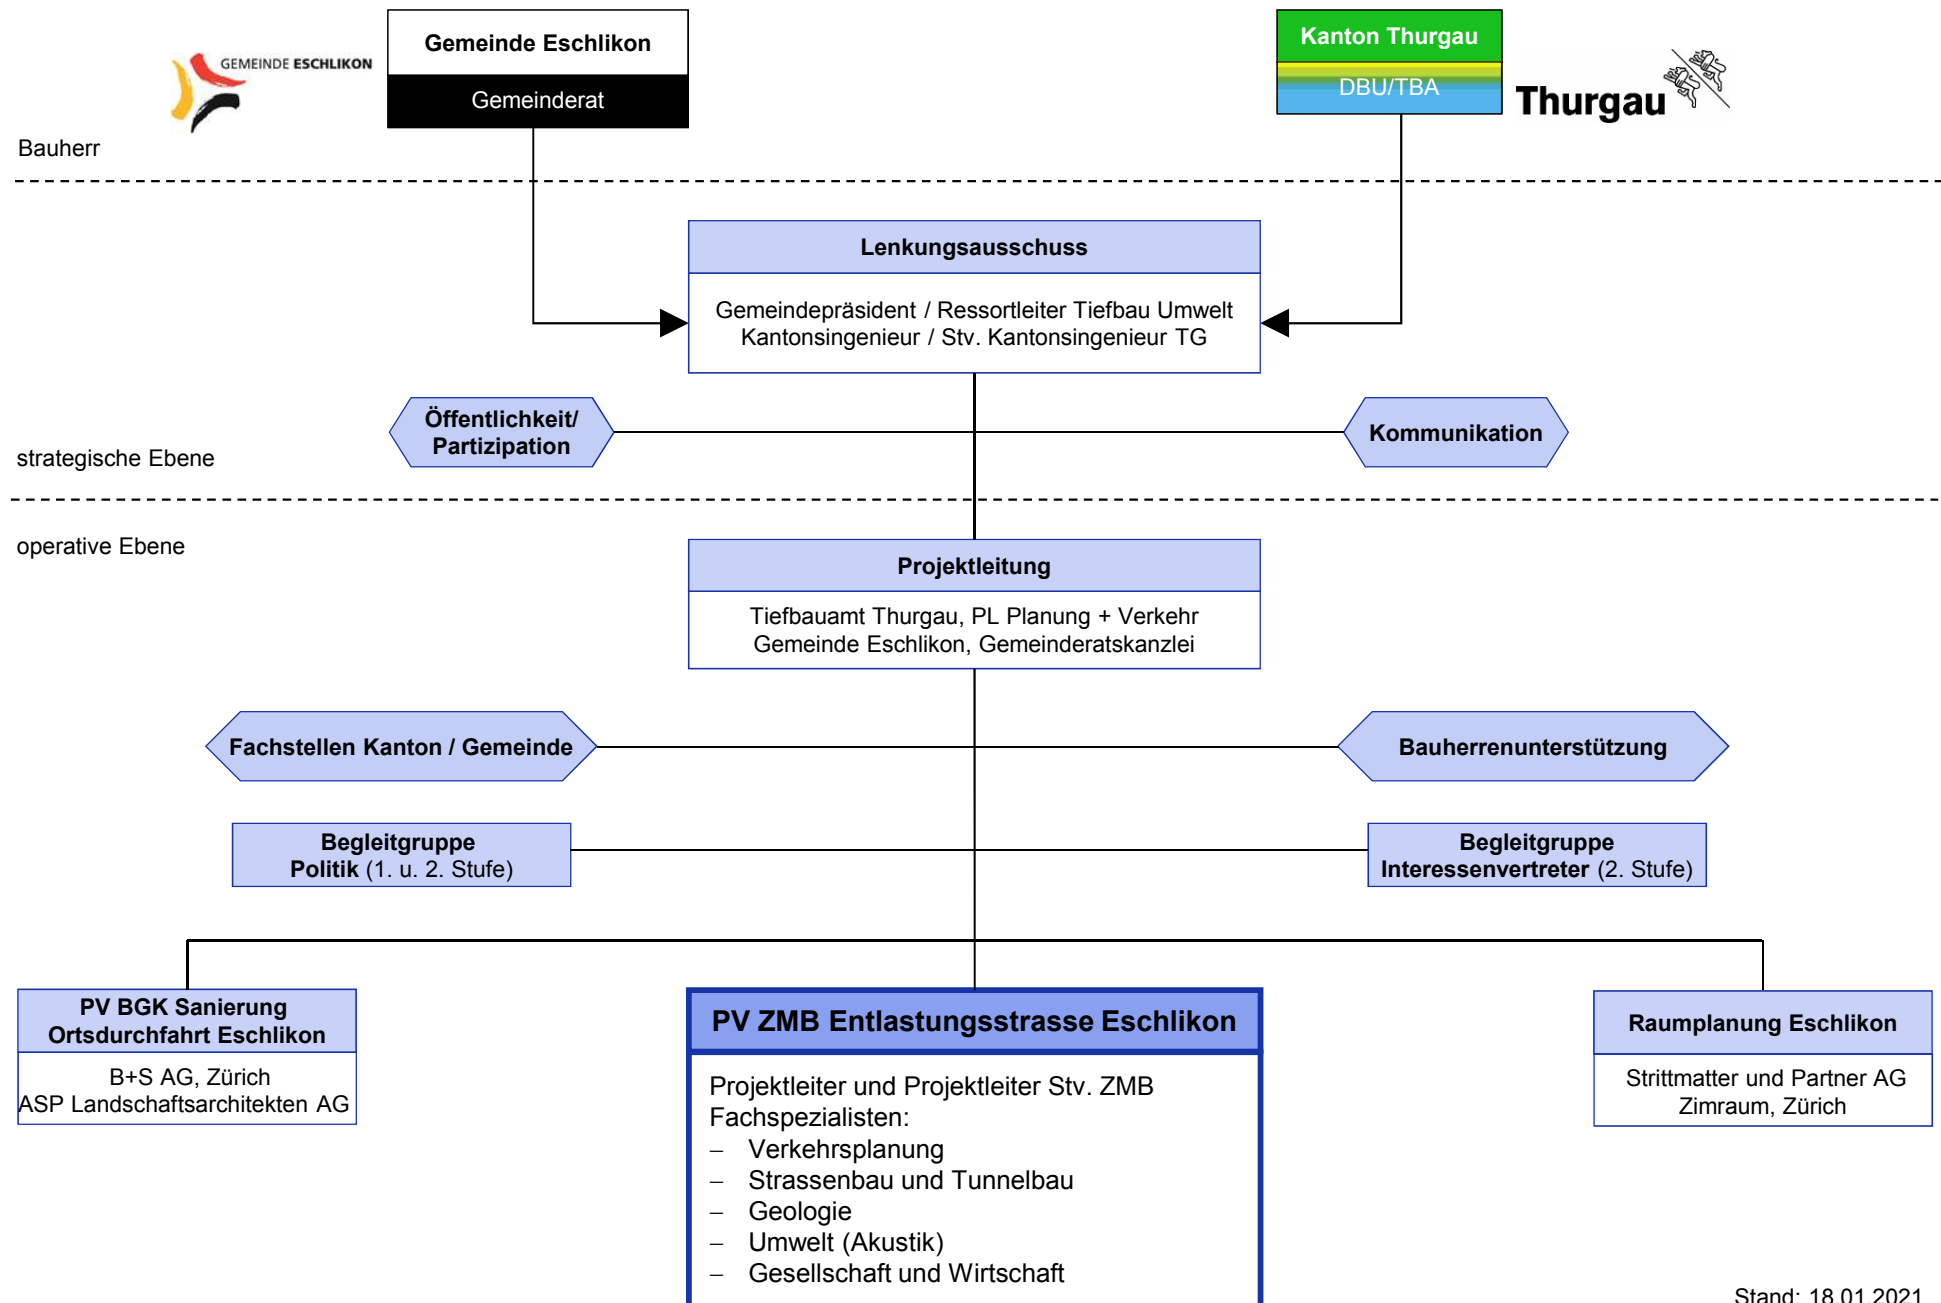 GEMEINDE ESCHLIKON
Gemeinde Eschlikon
Gemeinderat
Kanton Thurgau
DBU/TBA
Thurgau
Bauherr
Lenkungsausschuss
Gemeindepräsident / Ressortleiter Tiefbau Umwelt
Kantonsingenieur / Stv. Kantonsingenieur TG
Öffentlichkeit/
Partizipation
Kommunikation
strategische Ebene
operative Ebene
Projektleitung
Tiefbauamt Thurgau, PL Planung + Verkehr
Gemeinde Eschlikon, Gemeinderatskanzlei
Fachstellen Kanton / Gemeinde
Bauherrenunterstützung
Begleitgruppe
Politik (1. u. 2. Stufe)
Begleitgruppe
Interessenvertreter (2. Stufe)
PV BGK Sanierung
Ortsdurchfahrt Eschlikon
B+S AG, Zürich
ASP Landschaftsarchitekten AG
PV ZMB Entlastungsstrasse Eschlikon
Projektleiter und Projektleiter Stv. ZMB
Fachspezialisten:
– Verkehrsplanung
– Strassenbau und Tunnelbau
– Geologie
– Umwelt (Akustik)
– Gesellschaft und Wirtschaft
Raumplanung Eschlikon
Strittmatter und Partner AG
Zimraum, Zürich
Stand: 18.01.2021